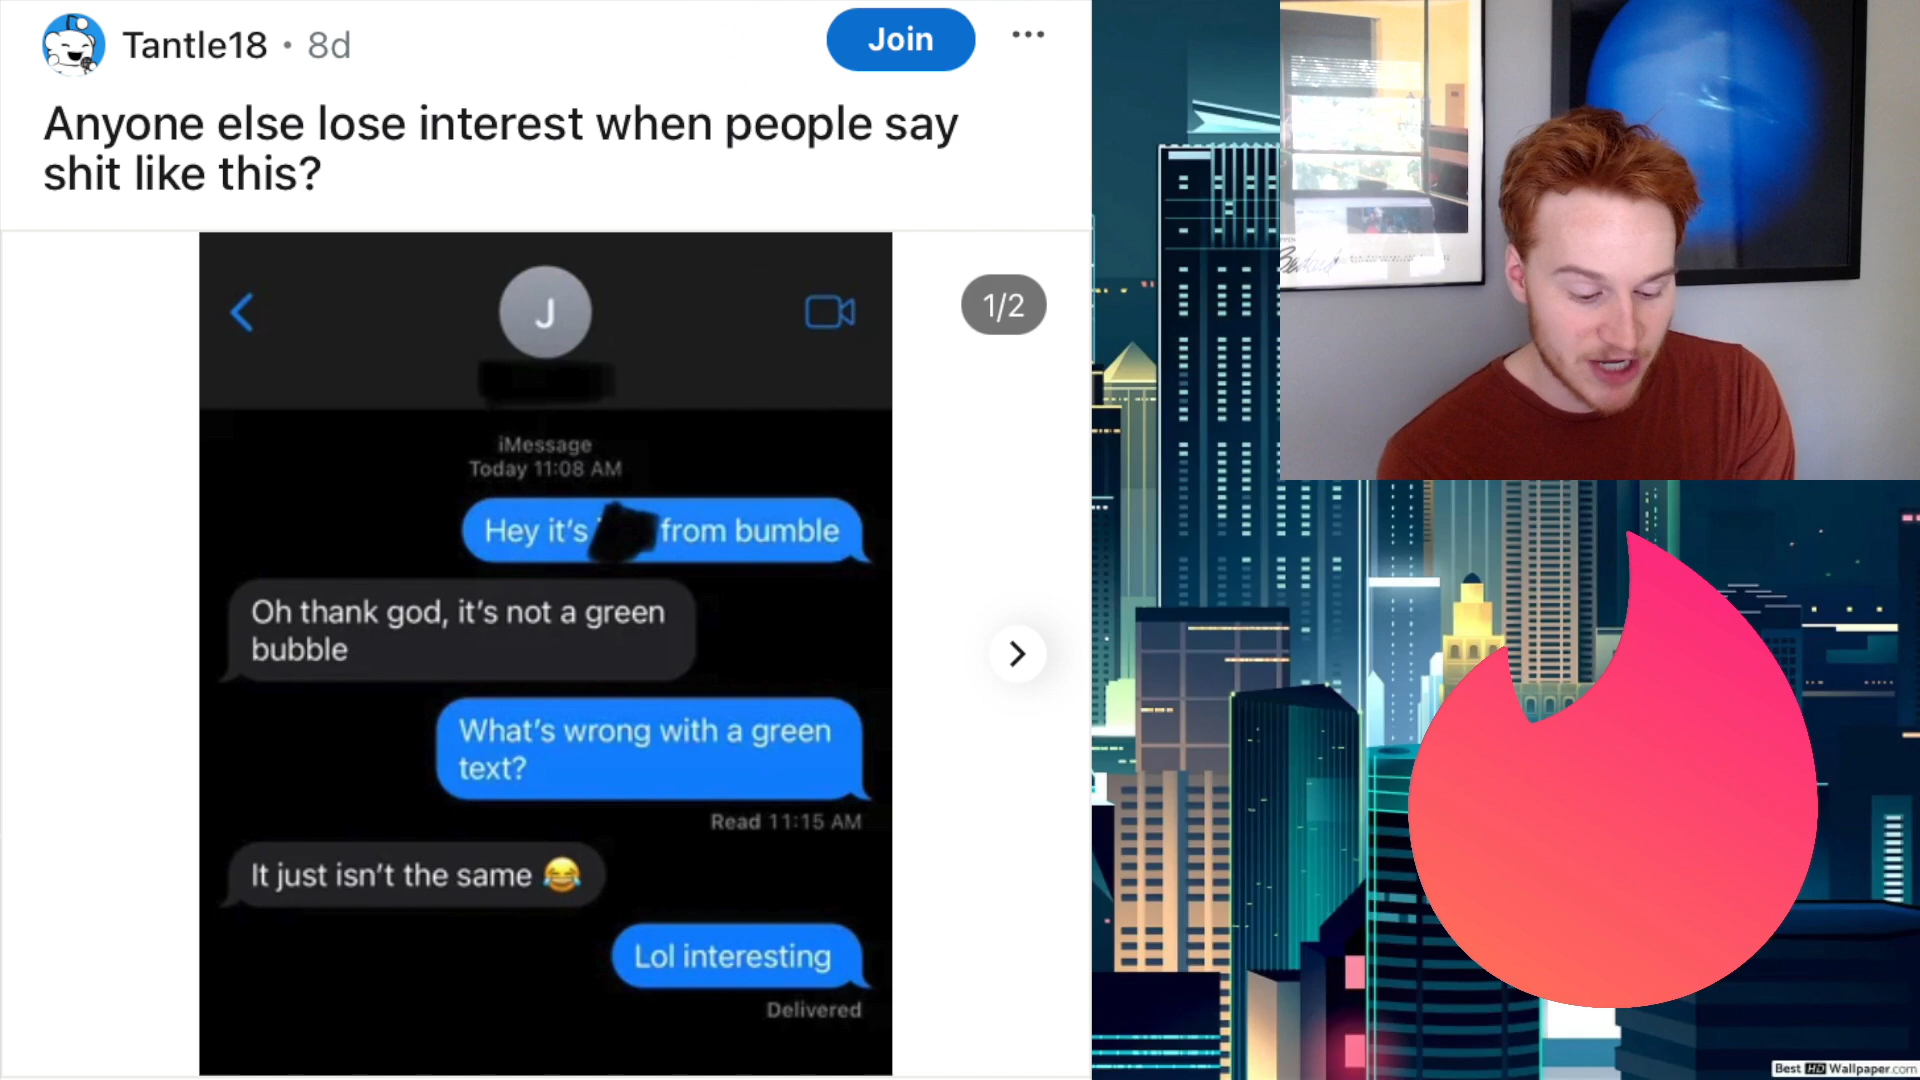 Tantle18 • 8d
Join
Anyone else lose interest when people say
shit like this?
J
1/2
iMessage
Today 11:08 AM
Hey it's from bumble
Oh thank god, it's not a green
bubble
What's wrong with a green
text?
Read 11:15 AM
It just isn't the same 😂
Lol interesting
Delivered
Best HD Wallpaper.com